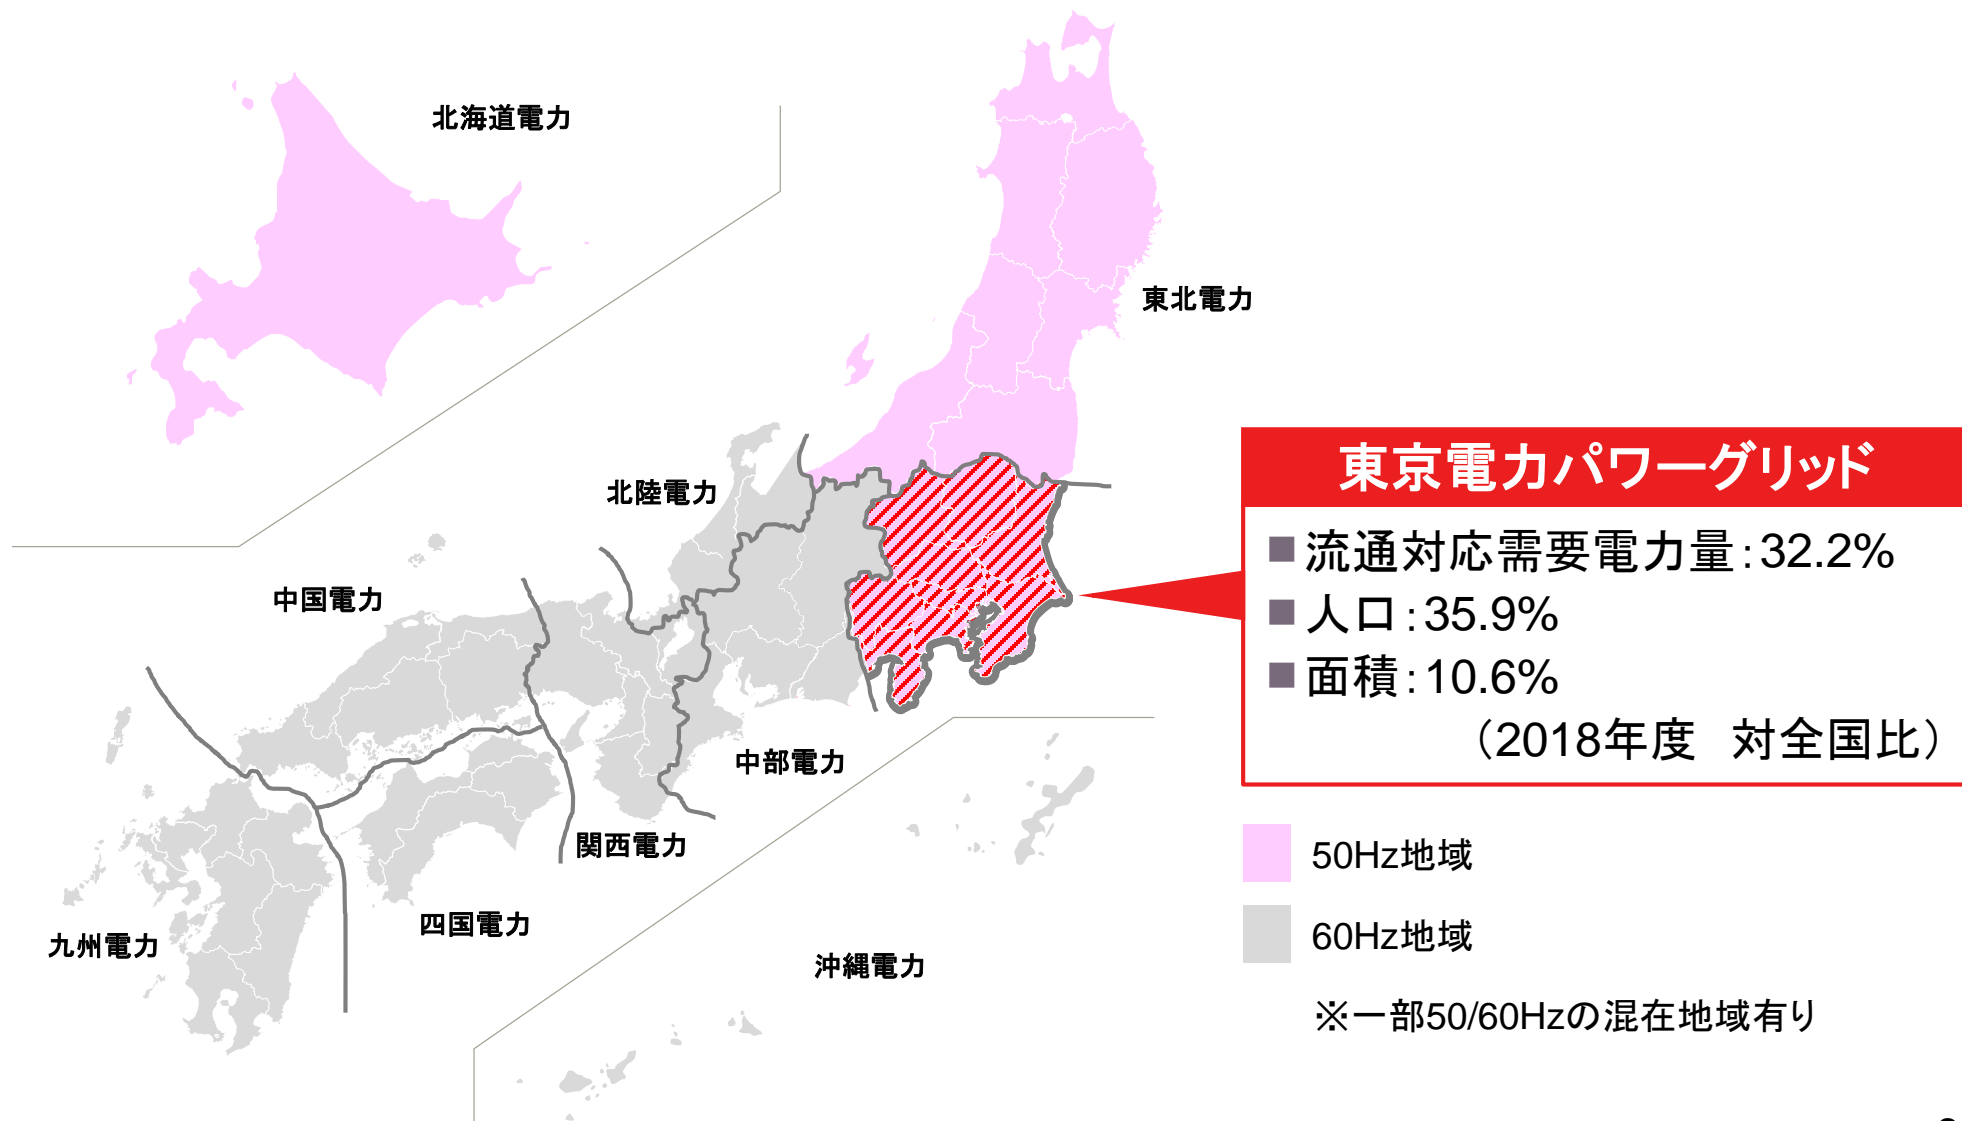 北海道電力
東北電力
北陸電力
中国電力
東京電力パワーグリッド
■流通対応需要電力量:32.2%
■人口:35.9%
■面積:10.6%
(2018年度 対全国比)
中部電力
関西電力
四国電力
九州電力
沖縄電力
50Hz地域
60Hz地域
※一部50/60Hzの混在地域有り